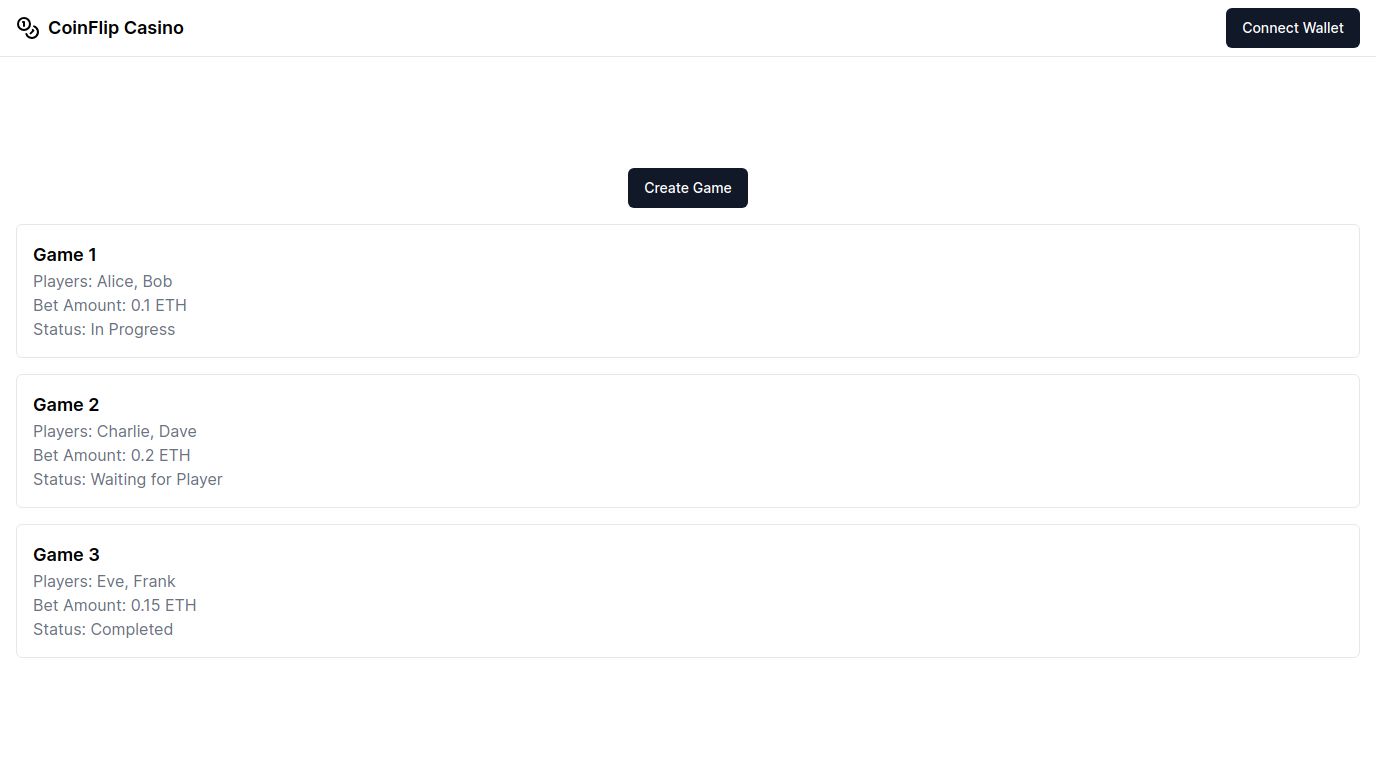 CoinFlip Casino
Connect Wallet
Create Game
Game 1
Players: Alice, Bob
Bet Amount: 0.1 ETH
Status: In Progress
Game 2
Players: Charlie, Dave
Bet Amount: 0.2 ETH
Status: Waiting for Player
Game 3
Players: Eve, Frank
Bet Amount: 0.15 ETH
Status: Completed